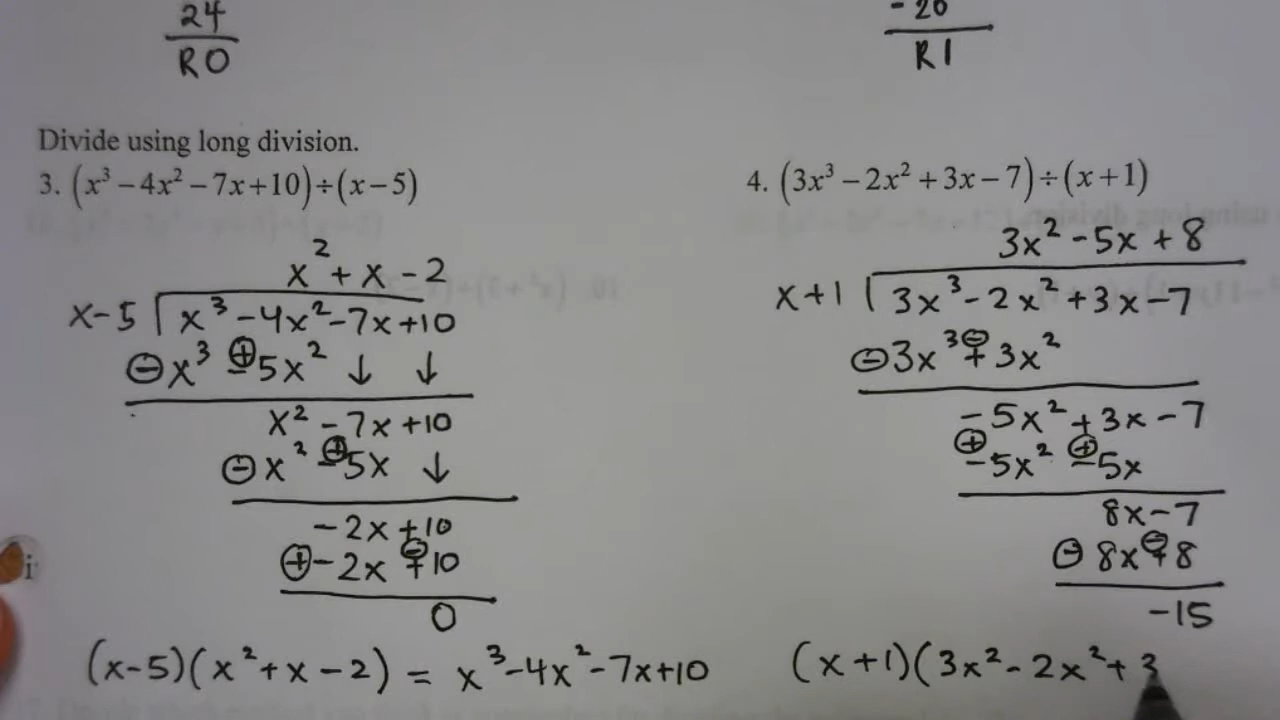 24
R0
-20
R1
Divide using long division.
3. (x³ – 4x² – 7x + 10) ÷ (x – 5)
x² + x - 2
x-5 ) x³ - 4x² - 7x + 10
⊖ x³ ⊕ - 5x² ↓ ↓
x² - 7x + 10
⊖ x² ⊕ - 5x ↓
- 2x + 10
⊕ - 2x ⊖ + 10
0
(x-5)(x² + x - 2) = x³ - 4x² - 7x + 10
4. (3x³ – 2x² + 3x – 7) ÷ (x + 1)
3x² - 5x + 8
x+1 ) 3x³ - 2x² + 3x - 7
⊖ 3x³ ⊖ + 3x²
- 5x² + 3x - 7
⊕ - 5x² ⊕ - 5x
8x - 7
⊖ 8x ⊖ + 8
-15
(x+1)(3x² - 2x² + 3
i